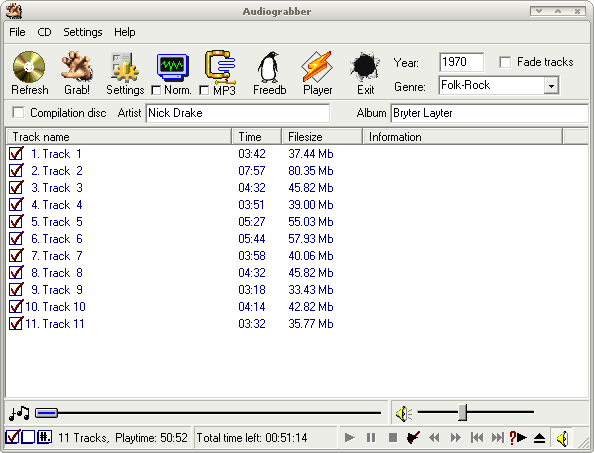 Audiograbber
File CD Settings Help
Refresh Grab! Settings Norm. MP3 Freedb Player Exit
Year: 1970 Fade tracks
Genre: Folk-Rock
Compilation disc Artist Nick Drake Album Bryter Layter
Track name Time Filesize Information
1. Track 1 03:42 37.44 Mb
2. Track 2 07:57 80.35 Mb
3. Track 3 04:32 45.82 Mb
4. Track 4 03:51 39.00 Mb
5. Track 5 05:27 55.03 Mb
6. Track 6 05:44 57.93 Mb
7. Track 7 03:58 40.06 Mb
8. Track 8 04:32 45.82 Mb
9. Track 9 03:18 33.43 Mb
10. Track 10 04:14 42.82 Mb
11. Track 11 03:32 35.77 Mb
#. 11 Tracks, Playtime: 50:52 Total time left: 00:51:14 ?